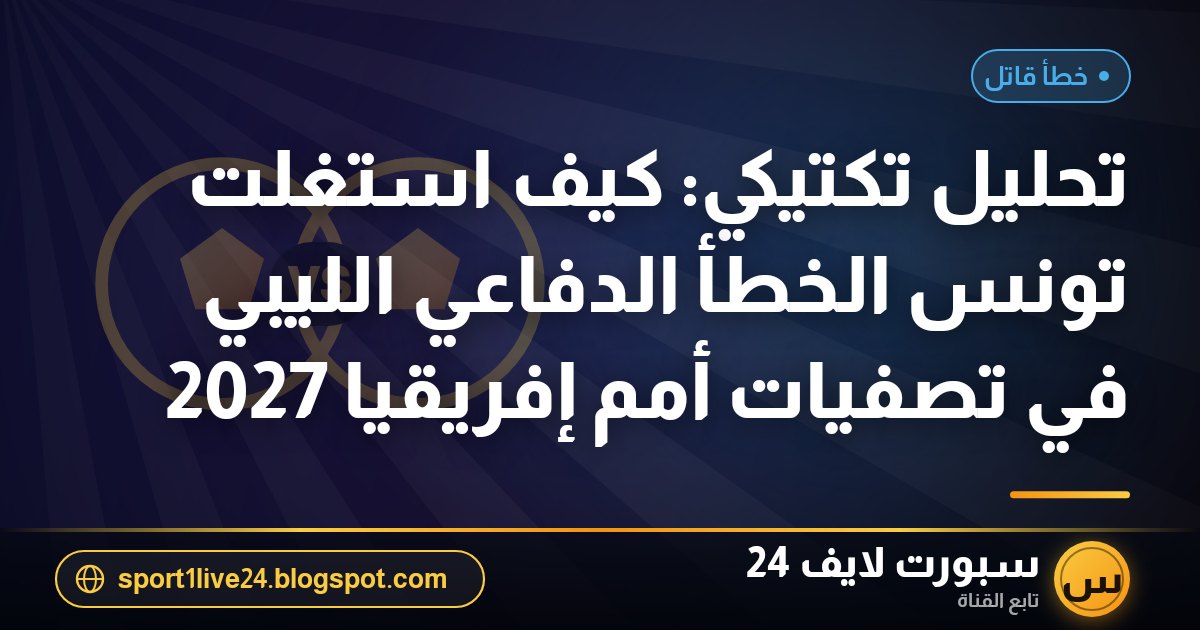 خطأ قاتل
تحليل تكتيكي: كيف استغلت
تونس الخطأ الدفاعي الليبي
في تصفيات أمم إفريقيا 2027
VS
سبورت لايف 24
تابع القناة
س
sport1live24.blogspot.com